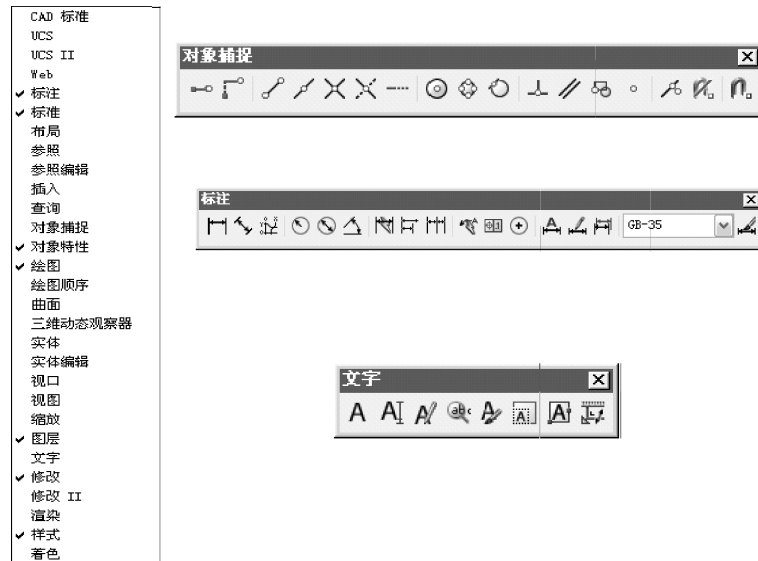 CAD 标准
UCS
UCS II
Web
标注
标准
布局
参照
参照编辑
插入
查询
对象捕捉
对象特性
绘图
绘图顺序
曲面
三维动态观察器
实体
实体编辑
视口
视图
缩放
图层
文字
修改
修改 II
渲染
样式
着色
对象捕捉
标注
GB-35
文字